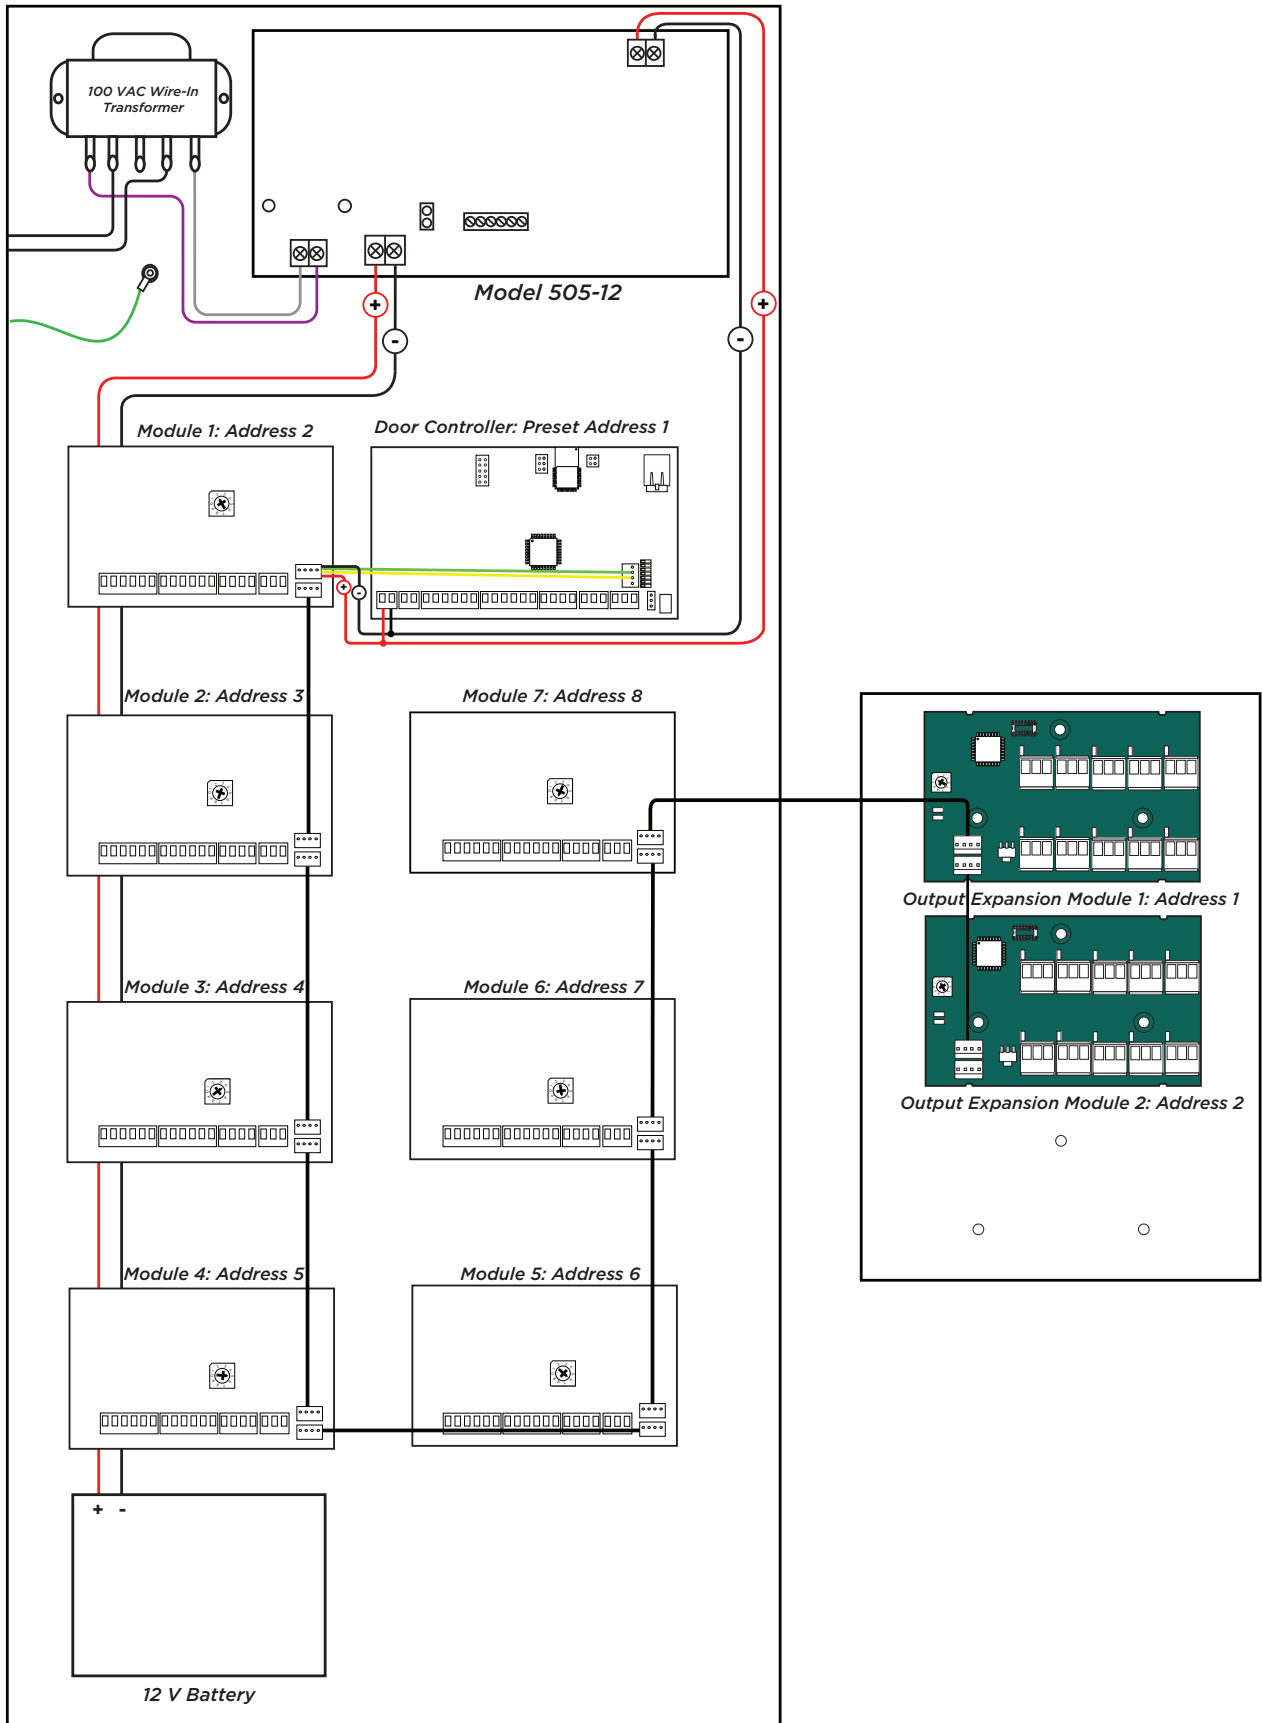 100 VAC Wire-In
Transformer
Model 505-12
+
-
+
-
Module 1: Address 2
Door Controller: Preset Address 1
+
-
Module 2: Address 3
Module 7: Address 8
Output Expansion Module 1: Address 1
Module 3: Address 4
Module 6: Address 7
Output Expansion Module 2: Address 2
Module 4: Address 5
Module 5: Address 6
+ -
12 V Battery